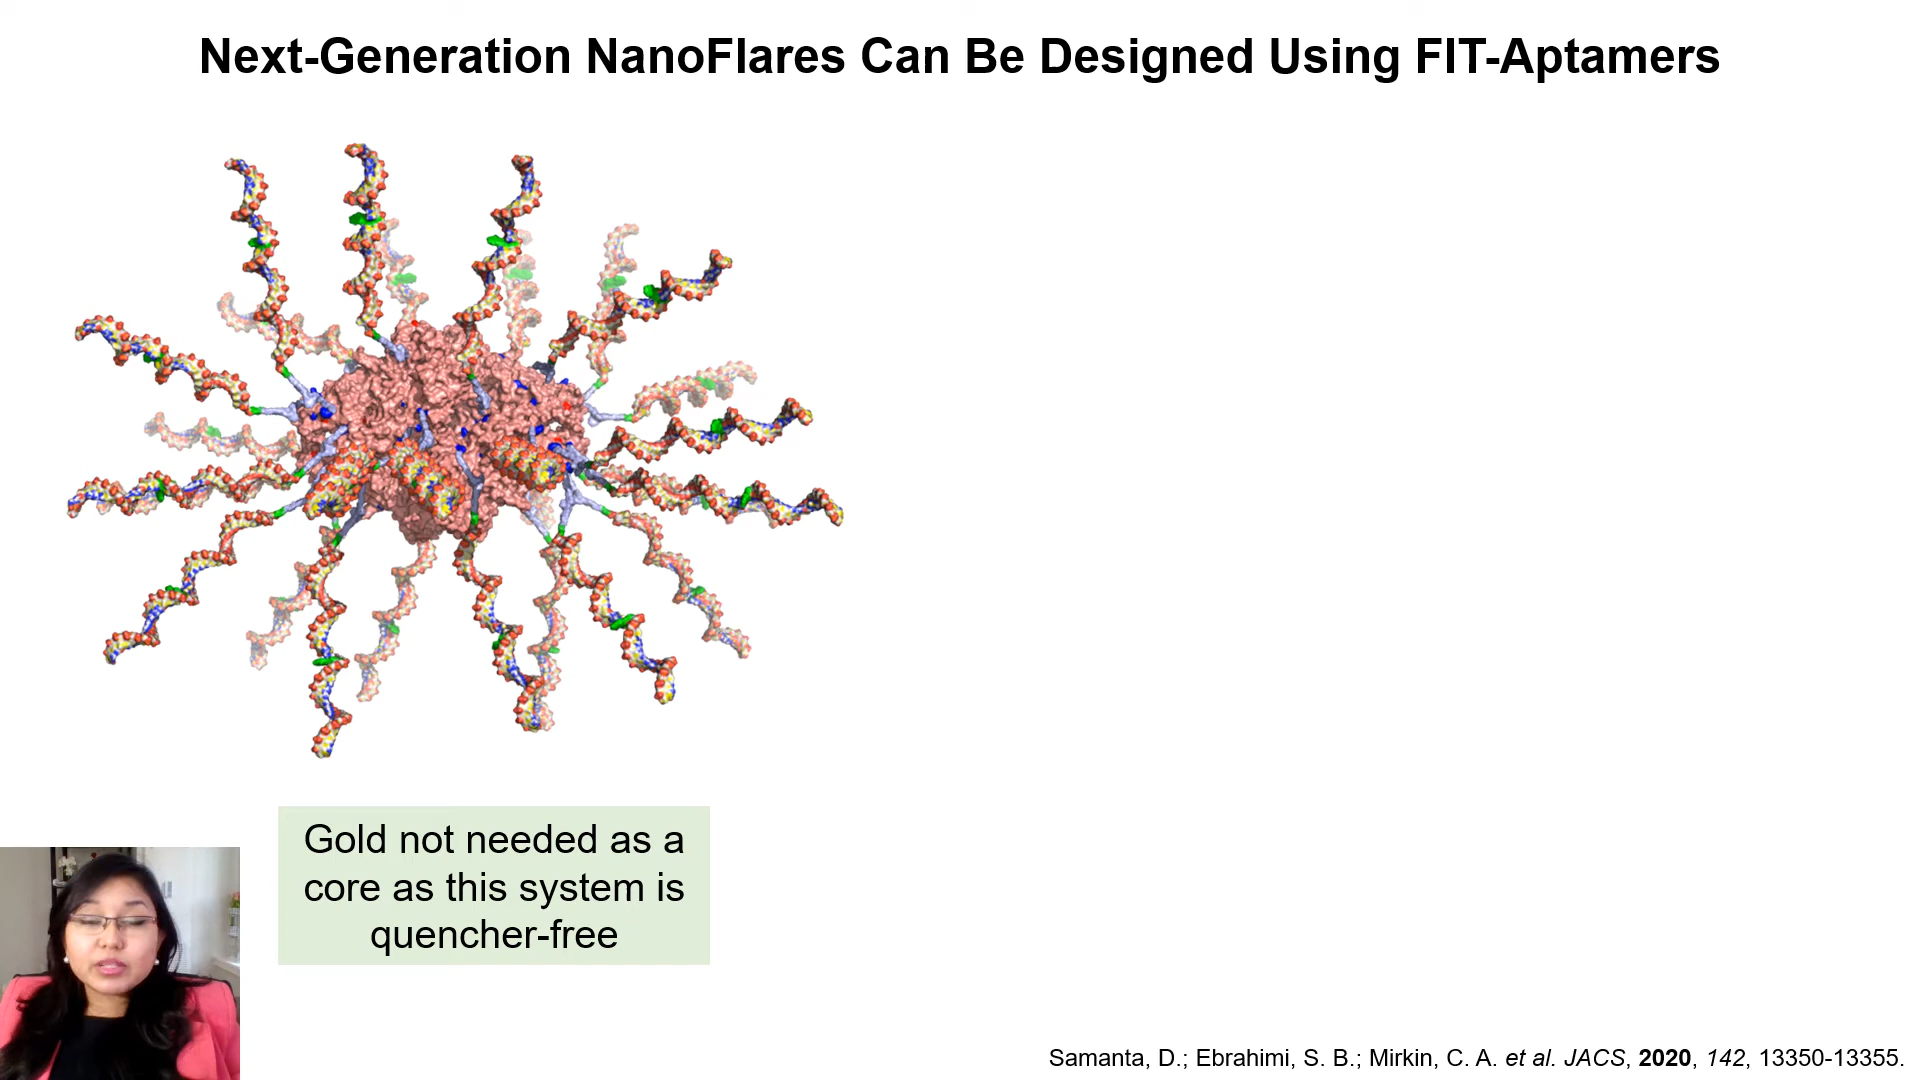 Next-Generation NanoFlares Can Be Designed Using FIT-Aptamers
Gold not needed as a
core as this system is
quencher-free
Samanta, D.; Ebrahimi, S. B.; Mirkin, C. A. et al. JACS, 2020, 142, 13350-13355.